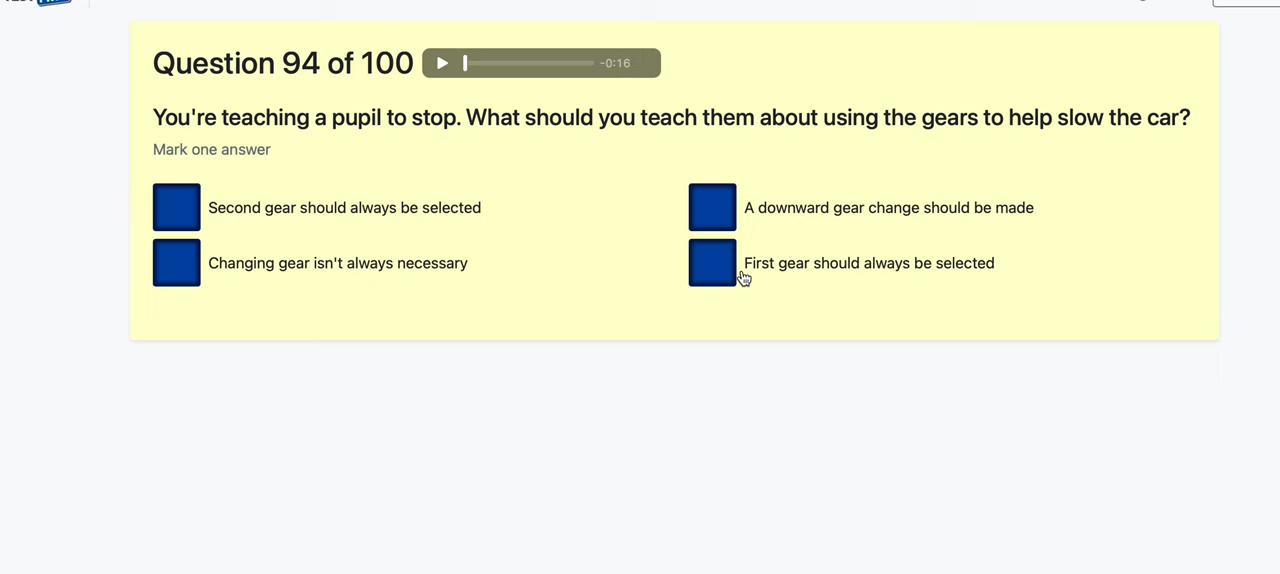 Question 94 of 100
-0:16
You're teaching a pupil to stop. What should you teach them about using the gears to help slow the car?
Mark one answer
Second gear should always be selected
A downward gear change should be made
Changing gear isn't always necessary
First gear should always be selected